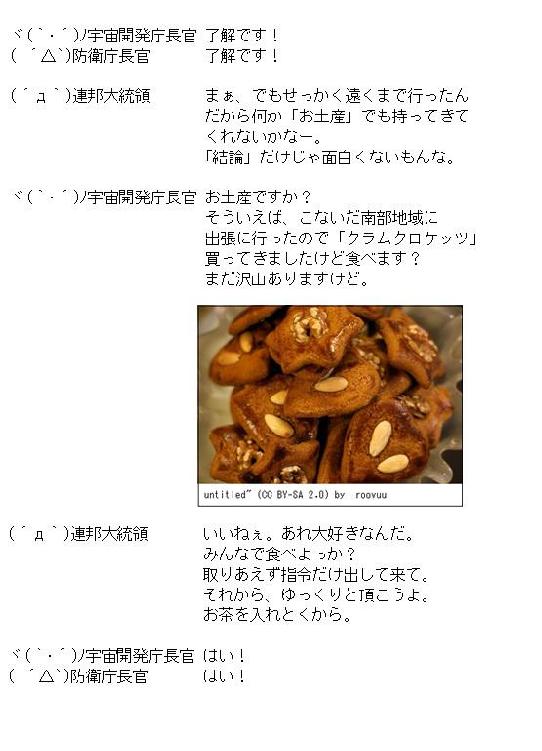 ヾ(｀･´)ﾉ宇宙開発庁長官 了解です！
( ´△`)防衛庁長官 了解です！
(´д｀)連邦大統領 まぁ、でもせっかく遠くまで行ったん
だから何か「お土産」でも持ってきて
くれないかなー。
「結論」だけじゃ面白くないもんな。
ヾ(｀･´)ﾉ宇宙開発庁長官 お土産ですか？
そういえば、こないだ南部地域に
出張に行ったので「クラムクロケッツ」
買ってきましたけど食べます？
まだ沢山ありますけど。
untitled" (CC BY-SA 2.0) by roovuu
(´д｀)連邦大統領 いいねぇ。あれ大好きなんだ。
みんなで食べよっか？
取りあえず指令だけ出して来て。
それから、ゆっくりと頂こうよ。
お茶を入れとくから。
ヾ(｀･´)ﾉ宇宙開発庁長官 はい！
( ´△`)防衛庁長官 はい！